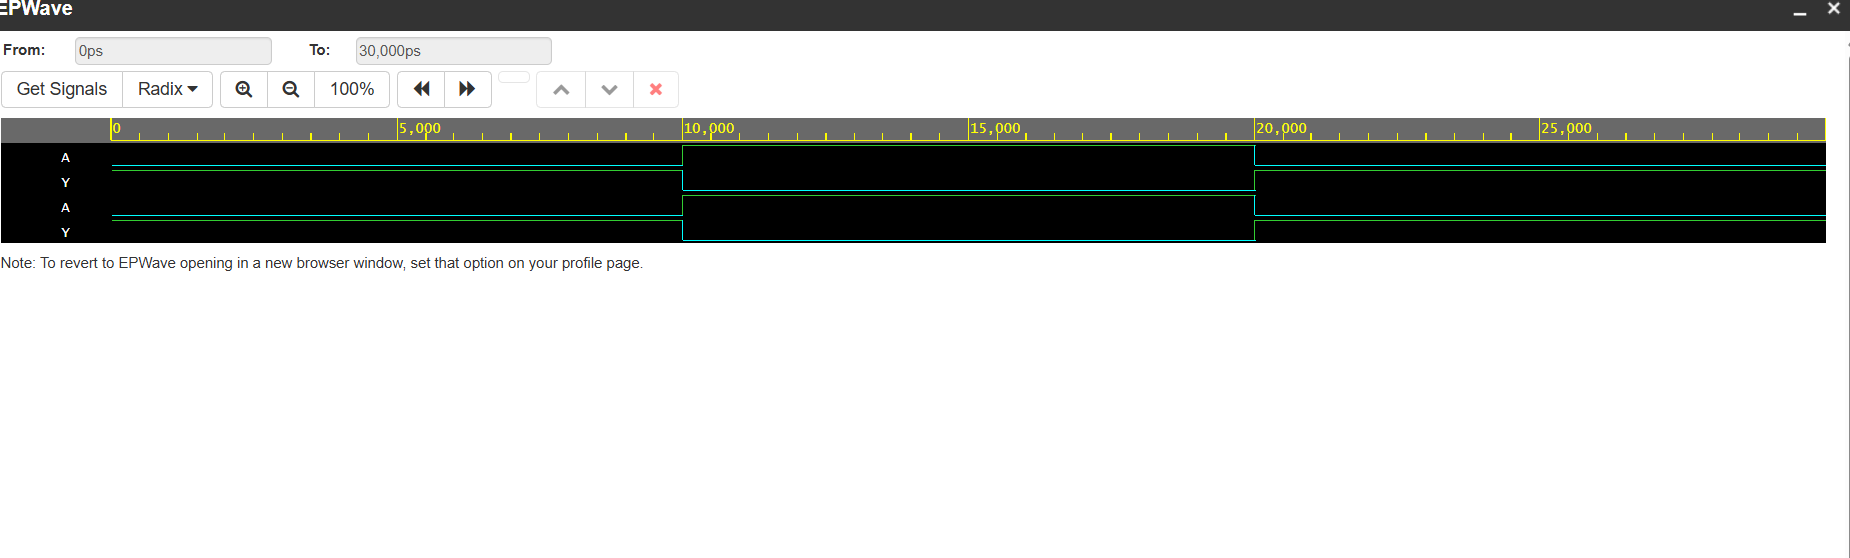 EPWave
From: 0ps To: 30,000ps
Get Signals Radix 100%
0 5,000 10,000 15,000 20,000 25,000
A
Y
A
Y
Note: To revert to EPWave opening in a new browser window, set that option on your profile page.